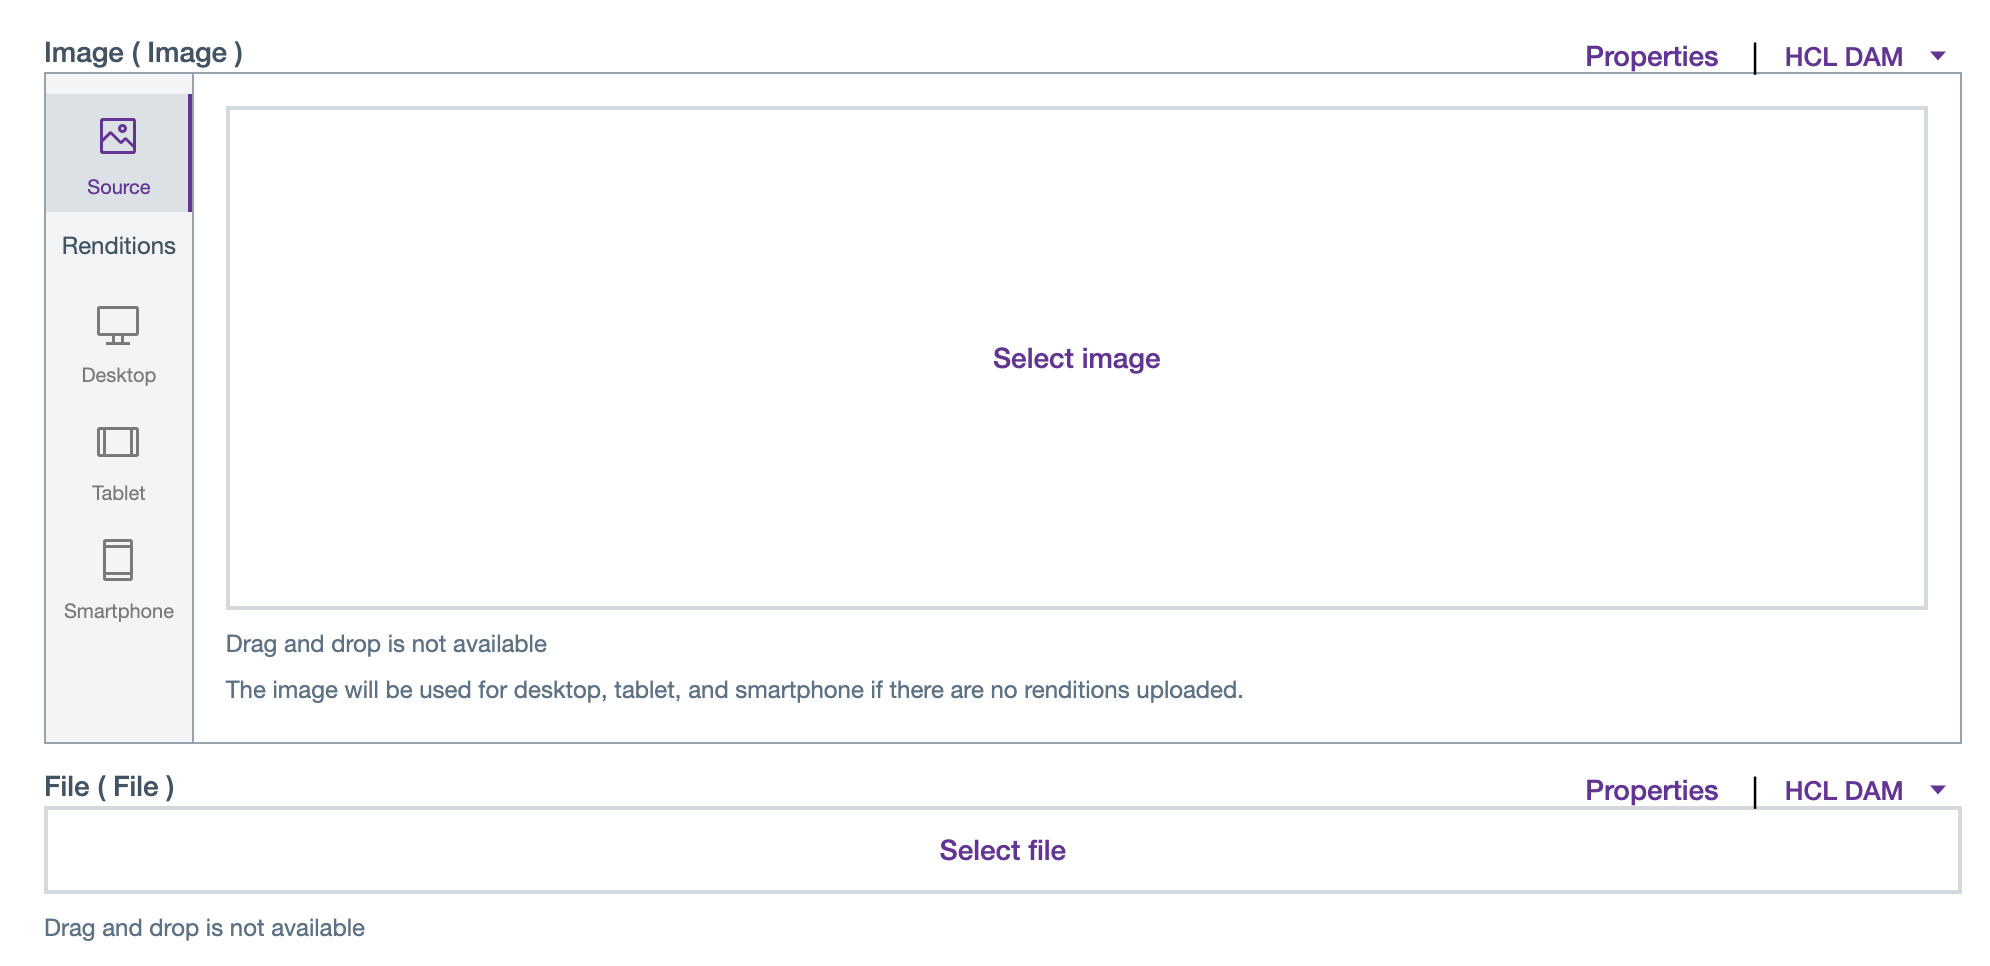 Image ( Image )
Properties | HCL DAM
Source
Renditions
Desktop
Tablet
Smartphone
Select image
Drag and drop is not available
The image will be used for desktop, tablet, and smartphone if there are no renditions uploaded.
File ( File )
Properties | HCL DAM
Select file
Drag and drop is not available